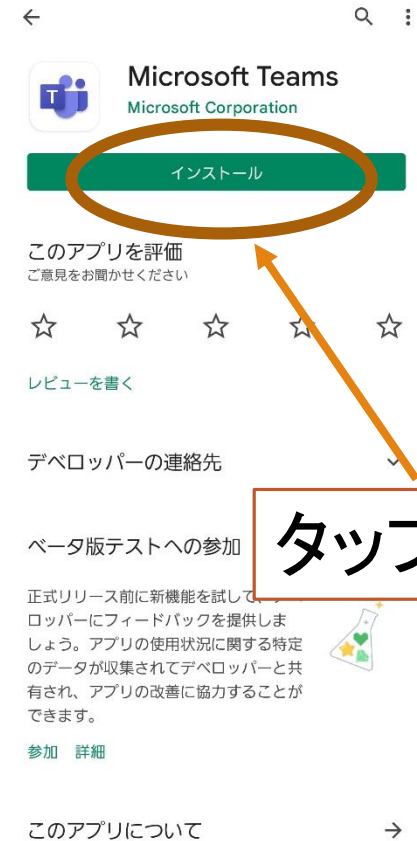 Microsoft Teams
Microsoft Corporation
インストール
このアプリを評価
ご意見をお聞かせください
レビューを書く
デベロッパーの連絡先
ベータ版テストへの参加
タップ
正式リリース前に新機能を試して、
ロッパーにフィードバックを提供しま
しょう。アプリの使用状況に関する特定
のデータが収集されてデベロッパーと共
有され、アプリの改善に協力することが
できます。
参加 詳細
このアプリについて